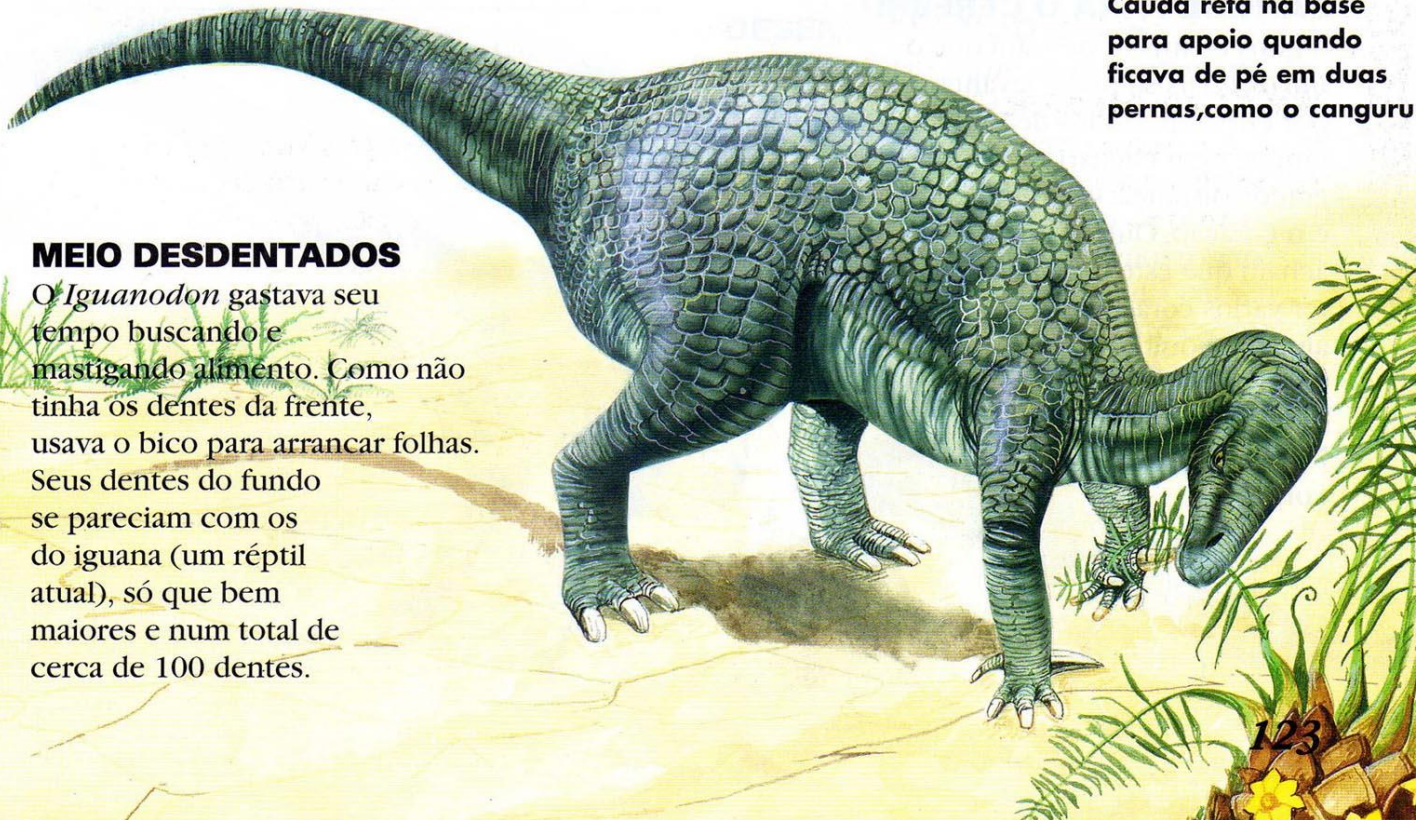 Cauda reta na base
para apoio quando
ficava de pé em duas
pernas,como o canguru
MEIO DESDENTADOS
O Iguanodon gastava seu
tempo buscando e
mastigando alimento. Como não
tinha os dentes da frente,
usava o bico para arrancar folhas.
Seus dentes do fundo
se pareciam com os
do iguana (um réptil
atual), só que bem
maiores e num total de
cerca de 100 dentes.
123